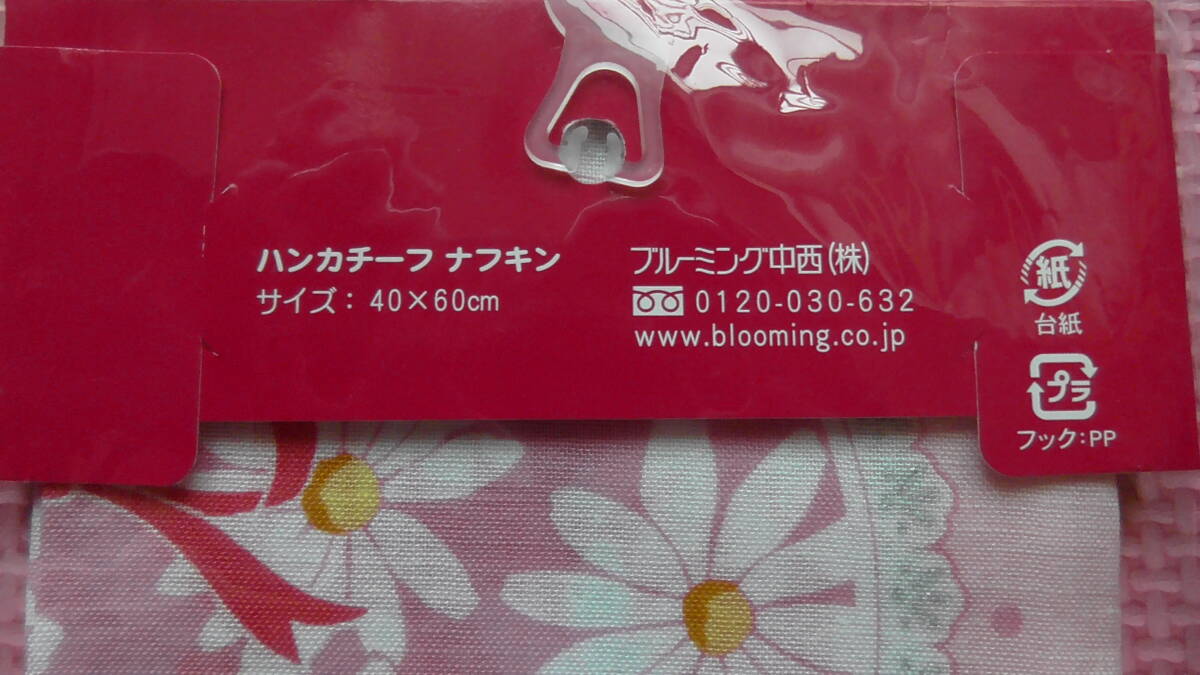 ハンカチーフ ナフキン
サイズ： 40×60cm
ブルーミング中西(株)
0120-030-632
www.blooming.co.jp
紙
台紙
プラ
フック：PP